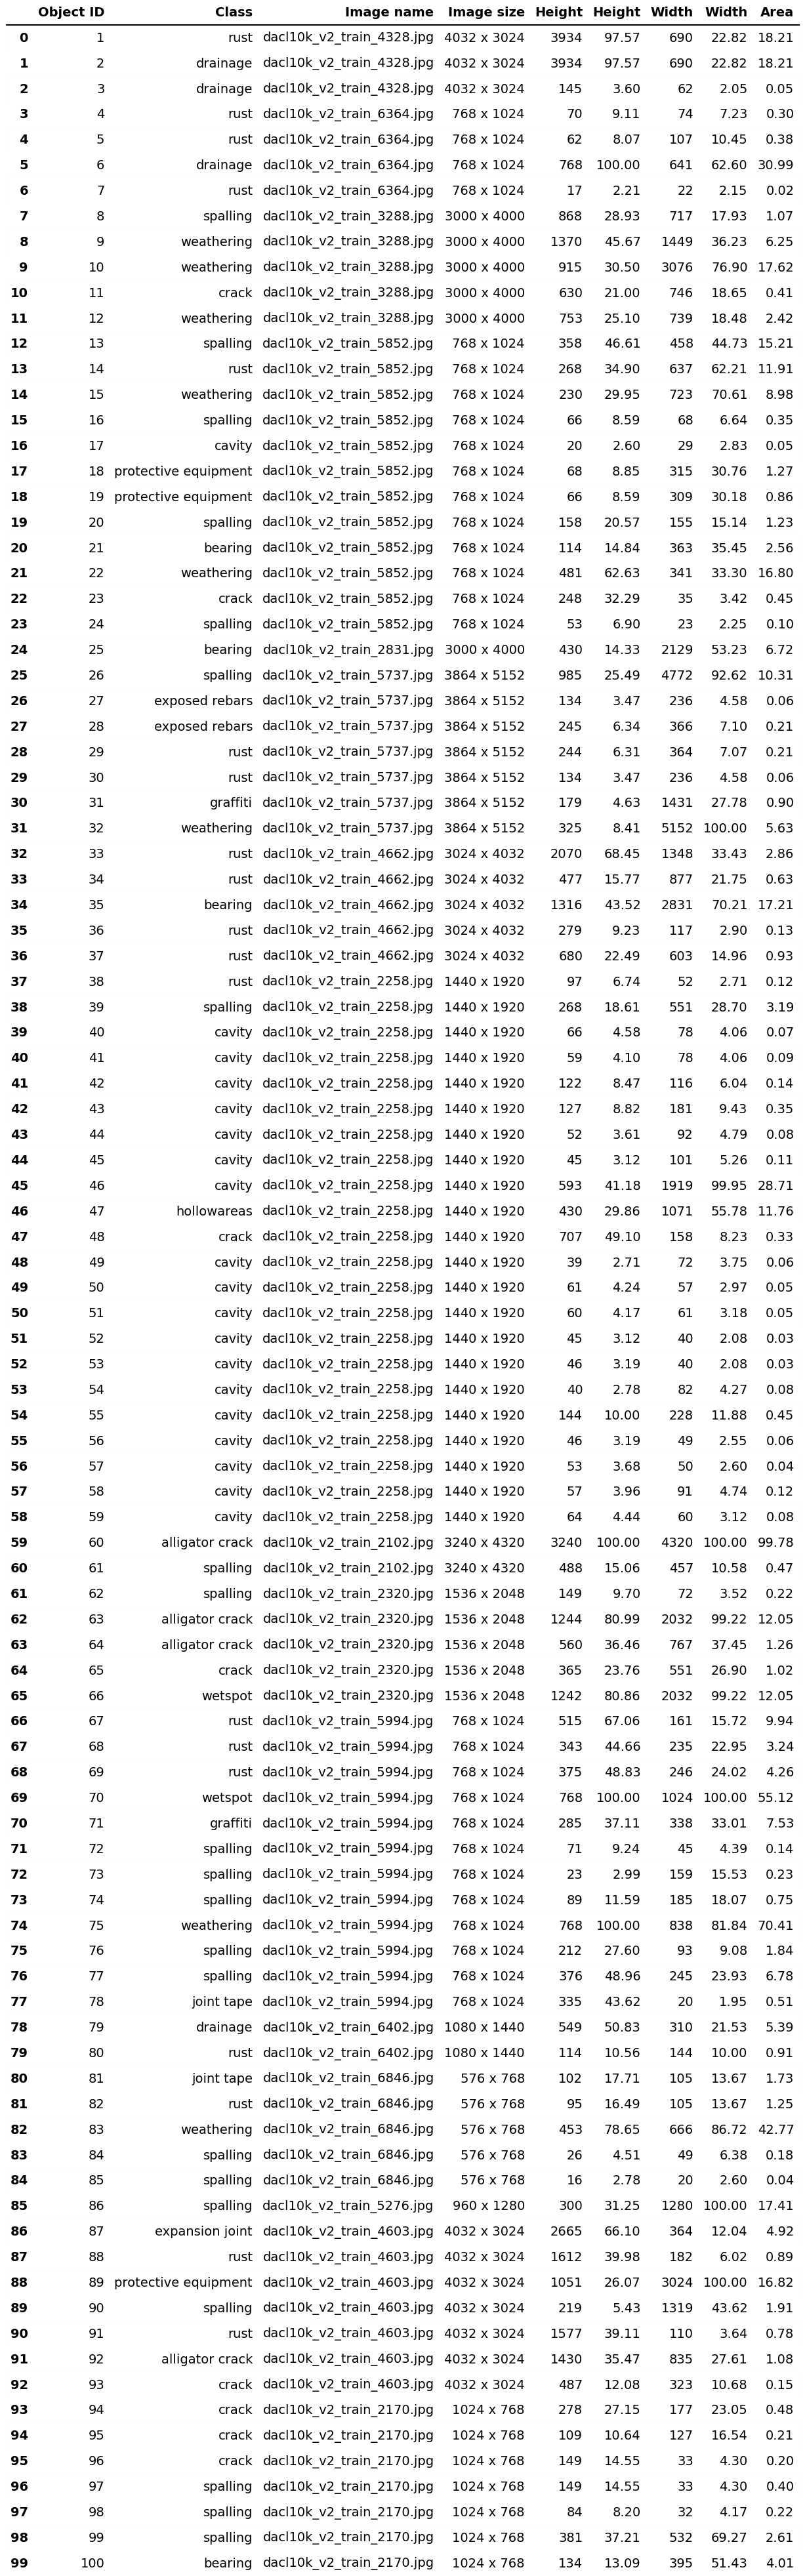 Object ID Class Image name Image size Height Height Width Width Area
0 1 rust dacl10k_v2_train_4328.jpg 4032 x 3024 3934 97.57 690 22.82 18.21
1 2 drainage dacl10k_v2_train_4328.jpg 4032 x 3024 3934 97.57 690 22.82 18.21
2 3 drainage dacl10k_v2_train_4328.jpg 4032 x 3024 145 3.60 62 2.05 0.05
3 4 rust dacl10k_v2_train_6364.jpg 768 x 1024 70 9.11 74 7.23 0.30
4 5 rust dacl10k_v2_train_6364.jpg 768 x 1024 62 8.07 107 10.45 0.38
5 6 drainage dacl10k_v2_train_6364.jpg 768 x 1024 768 100.00 641 62.60 30.99
6 7 rust dacl10k_v2_train_6364.jpg 768 x 1024 17 2.21 22 2.15 0.02
7 8 spalling dacl10k_v2_train_3288.jpg 3000 x 4000 868 28.93 717 17.93 1.07
8 9 weathering dacl10k_v2_train_3288.jpg 3000 x 4000 1370 45.67 1449 36.23 6.25
9 10 weathering dacl10k_v2_train_3288.jpg 3000 x 4000 915 30.50 3076 76.90 17.62
10 11 crack dacl10k_v2_train_3288.jpg 3000 x 4000 630 21.00 746 18.65 0.41
11 12 weathering dacl10k_v2_train_3288.jpg 3000 x 4000 753 25.10 739 18.48 2.42
12 13 spalling dacl10k_v2_train_5852.jpg 768 x 1024 358 46.61 458 44.73 15.21
13 14 rust dacl10k_v2_train_5852.jpg 768 x 1024 268 34.90 637 62.21 11.91
14 15 weathering dacl10k_v2_train_5852.jpg 768 x 1024 230 29.95 723 70.61 8.98
15 16 spalling dacl10k_v2_train_5852.jpg 768 x 1024 66 8.59 68 6.64 0.35
16 17 cavity dacl10k_v2_train_5852.jpg 768 x 1024 20 2.60 29 2.83 0.05
17 18 protective equipment dacl10k_v2_train_5852.jpg 768 x 1024 68 8.85 315 30.76 1.27
18 19 protective equipment dacl10k_v2_train_5852.jpg 768 x 1024 66 8.59 309 30.18 0.86
19 20 spalling dacl10k_v2_train_5852.jpg 768 x 1024 158 20.57 155 15.14 1.23
20 21 bearing dacl10k_v2_train_5852.jpg 768 x 1024 114 14.84 363 35.45 2.56
21 22 weathering dacl10k_v2_train_5852.jpg 768 x 1024 481 62.63 341 33.30 16.80
22 23 crack dacl10k_v2_train_5852.jpg 768 x 1024 248 32.29 35 3.42 0.45
23 24 spalling dacl10k_v2_train_5852.jpg 768 x 1024 53 6.90 23 2.25 0.10
24 25 bearing dacl10k_v2_train_2831.jpg 3000 x 4000 430 14.33 2129 53.23 6.72
25 26 spalling dacl10k_v2_train_5737.jpg 3864 x 5152 985 25.49 4772 92.62 10.31
26 27 exposed rebars dacl10k_v2_train_5737.jpg 3864 x 5152 134 3.47 236 4.58 0.06
27 28 exposed rebars dacl10k_v2_train_5737.jpg 3864 x 5152 245 6.34 366 7.10 0.21
28 29 rust dacl10k_v2_train_5737.jpg 3864 x 5152 244 6.31 364 7.07 0.21
29 30 rust dacl10k_v2_train_5737.jpg 3864 x 5152 134 3.47 236 4.58 0.06
30 31 graffiti dacl10k_v2_train_5737.jpg 3864 x 5152 179 4.63 1431 27.78 0.90
31 32 weathering dacl10k_v2_train_5737.jpg 3864 x 5152 325 8.41 5152 100.00 5.63
32 33 rust dacl10k_v2_train_4662.jpg 3024 x 4032 2070 68.45 1348 33.43 2.86
33 34 rust dacl10k_v2_train_4662.jpg 3024 x 4032 477 15.77 877 21.75 0.63
34 35 bearing dacl10k_v2_train_4662.jpg 3024 x 4032 1316 43.52 2831 70.21 17.21
35 36 rust dacl10k_v2_train_4662.jpg 3024 x 4032 279 9.23 117 2.90 0.13
36 37 rust dacl10k_v2_train_4662.jpg 3024 x 4032 680 22.49 603 14.96 0.93
37 38 rust dacl10k_v2_train_2258.jpg 1440 x 1920 97 6.74 52 2.71 0.12
38 39 spalling dacl10k_v2_train_2258.jpg 1440 x 1920 268 18.61 551 28.70 3.19
39 40 cavity dacl10k_v2_train_2258.jpg 1440 x 1920 66 4.58 78 4.06 0.07
40 41 cavity dacl10k_v2_train_2258.jpg 1440 x 1920 59 4.10 78 4.06 0.09
41 42 cavity dacl10k_v2_train_2258.jpg 1440 x 1920 122 8.47 116 6.04 0.14
42 43 cavity dacl10k_v2_train_2258.jpg 1440 x 1920 127 8.82 181 9.43 0.35
43 44 cavity dacl10k_v2_train_2258.jpg 1440 x 1920 52 3.61 92 4.79 0.08
44 45 cavity dacl10k_v2_train_2258.jpg 1440 x 1920 45 3.12 101 5.26 0.11
45 46 cavity dacl10k_v2_train_2258.jpg 1440 x 1920 593 41.18 1919 99.95 28.71
46 47 hollowareas dacl10k_v2_train_2258.jpg 1440 x 1920 430 29.86 1071 55.78 11.76
47 48 crack dacl10k_v2_train_2258.jpg 1440 x 1920 707 49.10 158 8.23 0.33
48 49 cavity dacl10k_v2_train_2258.jpg 1440 x 1920 39 2.71 72 3.75 0.06
49 50 cavity dacl10k_v2_train_2258.jpg 1440 x 1920 61 4.24 57 2.97 0.05
50 51 cavity dacl10k_v2_train_2258.jpg 1440 x 1920 60 4.17 61 3.18 0.05
51 52 cavity dacl10k_v2_train_2258.jpg 1440 x 1920 45 3.12 40 2.08 0.03
52 53 cavity dacl10k_v2_train_2258.jpg 1440 x 1920 46 3.19 40 2.08 0.03
53 54 cavity dacl10k_v2_train_2258.jpg 1440 x 1920 40 2.78 82 4.27 0.08
54 55 cavity dacl10k_v2_train_2258.jpg 1440 x 1920 144 10.00 228 11.88 0.45
55 56 cavity dacl10k_v2_train_2258.jpg 1440 x 1920 46 3.19 49 2.55 0.06
56 57 cavity dacl10k_v2_train_2258.jpg 1440 x 1920 53 3.68 50 2.60 0.04
57 58 cavity dacl10k_v2_train_2258.jpg 1440 x 1920 57 3.96 91 4.74 0.12
58 59 cavity dacl10k_v2_train_2258.jpg 1440 x 1920 64 4.44 60 3.12 0.08
59 60 alligator crack dacl10k_v2_train_2102.jpg 3240 x 4320 3240 100.00 4320 100.00 99.78
60 61 spalling dacl10k_v2_train_2102.jpg 3240 x 4320 488 15.06 457 10.58 0.47
61 62 spalling dacl10k_v2_train_2320.jpg 1536 x 2048 149 9.70 72 3.52 0.22
62 63 alligator crack dacl10k_v2_train_2320.jpg 1536 x 2048 1244 80.99 2032 99.22 12.05
63 64 alligator crack dacl10k_v2_train_2320.jpg 1536 x 2048 560 36.46 767 37.45 1.26
64 65 crack dacl10k_v2_train_2320.jpg 1536 x 2048 365 23.76 551 26.90 1.02
65 66 wetspot dacl10k_v2_train_2320.jpg 1536 x 2048 1242 80.86 2032 99.22 12.05
66 67 rust dacl10k_v2_train_5994.jpg 768 x 1024 515 67.06 161 15.72 9.94
67 68 rust dacl10k_v2_train_5994.jpg 768 x 1024 343 44.66 235 22.95 3.24
68 69 rust dacl10k_v2_train_5994.jpg 768 x 1024 375 48.83 246 24.02 4.26
69 70 wetspot dacl10k_v2_train_5994.jpg 768 x 1024 768 100.00 1024 100.00 55.12
70 71 graffiti dacl10k_v2_train_5994.jpg 768 x 1024 285 37.11 338 33.01 7.53
71 72 spalling dacl10k_v2_train_5994.jpg 768 x 1024 71 9.24 45 4.39 0.14
72 73 spalling dacl10k_v2_train_5994.jpg 768 x 1024 23 2.99 159 15.53 0.23
73 74 spalling dacl10k_v2_train_5994.jpg 768 x 1024 89 11.59 185 18.07 0.75
74 75 weathering dacl10k_v2_train_5994.jpg 768 x 1024 768 100.00 838 81.84 70.41
75 76 spalling dacl10k_v2_train_5994.jpg 768 x 1024 212 27.60 93 9.08 1.84
76 77 spalling dacl10k_v2_train_5994.jpg 768 x 1024 376 48.96 245 23.93 6.78
77 78 joint tape dacl10k_v2_train_5994.jpg 768 x 1024 335 43.62 20 1.95 0.51
78 79 drainage dacl10k_v2_train_6402.jpg 1080 x 1440 549 50.83 310 21.53 5.39
79 80 rust dacl10k_v2_train_6402.jpg 1080 x 1440 114 10.56 144 10.00 0.91
80 81 joint tape dacl10k_v2_train_6846.jpg 576 x 768 102 17.71 105 13.67 1.73
81 82 rust dacl10k_v2_train_6846.jpg 576 x 768 95 16.49 105 13.67 1.25
82 83 weathering dacl10k_v2_train_6846.jpg 576 x 768 453 78.65 666 86.72 42.77
83 84 spalling dacl10k_v2_train_6846.jpg 576 x 768 26 4.51 49 6.38 0.18
84 85 spalling dacl10k_v2_train_6846.jpg 576 x 768 16 2.78 20 2.60 0.04
85 86 spalling dacl10k_v2_train_5276.jpg 960 x 1280 300 31.25 1280 100.00 17.41
86 87 expansion joint dacl10k_v2_train_4603.jpg 4032 x 3024 2665 66.10 364 12.04 4.92
87 88 rust dacl10k_v2_train_4603.jpg 4032 x 3024 1612 39.98 182 6.02 0.89
88 89 protective equipment dacl10k_v2_train_4603.jpg 4032 x 3024 1051 26.07 3024 100.00 16.82
89 90 spalling dacl10k_v2_train_4603.jpg 4032 x 3024 219 5.43 1319 43.62 1.91
90 91 rust dacl10k_v2_train_4603.jpg 4032 x 3024 1577 39.11 110 3.64 0.78
91 92 alligator crack dacl10k_v2_train_4603.jpg 4032 x 3024 1430 35.47 835 27.61 1.08
92 93 crack dacl10k_v2_train_4603.jpg 4032 x 3024 487 12.08 323 10.68 0.15
93 94 crack dacl10k_v2_train_2170.jpg 1024 x 768 278 27.15 177 23.05 0.48
94 95 crack dacl10k_v2_train_2170.jpg 1024 x 768 109 10.64 127 16.54 0.21
95 96 crack dacl10k_v2_train_2170.jpg 1024 x 768 149 14.55 33 4.30 0.20
96 97 spalling dacl10k_v2_train_2170.jpg 1024 x 768 149 14.55 33 4.30 0.40
97 98 spalling dacl10k_v2_train_2170.jpg 1024 x 768 84 8.20 32 4.17 0.22
98 99 spalling dacl10k_v2_train_2170.jpg 1024 x 768 381 37.21 532 69.27 2.61
99 100 bearing dacl10k_v2_train_2170.jpg 1024 x 768 134 13.09 395 51.43 4.01